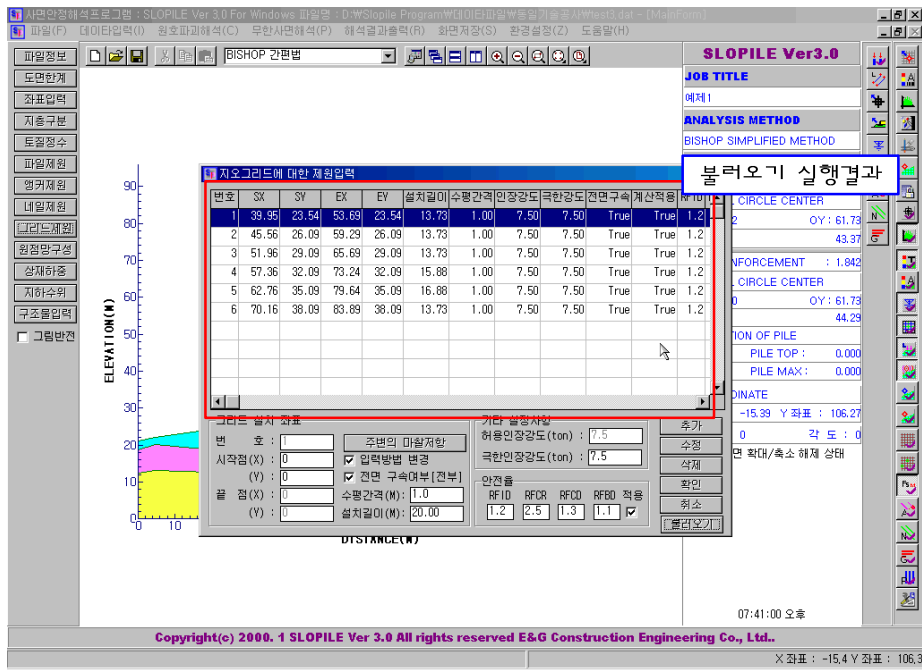 사면안정해석프로그램 : SLOPILE Ver 3,0 For Windows 파일명 : D:₩Slopile Program₩데이타파일₩동일기술공사₩test3,dat - [MainForm]
파일(F) 데이타입력(I) 원호파괴해석(C) 무한사면해석(P) 해석결과출력(R) 화면저장(S) 환경설정(Z) 도움말(H)
BISHOP 간편법
파일정보
도면한계
좌표입력
지층구분
토질정수
파일제원
앵커제원
네일제원
그리드제원
원점망구성
상재하중
지하수위
구조물입력
그림반전
SLOPILE Ver3.0
JOB TITLE
예제1
ANALYSIS METHOD
BISHOP SIMPLIFIED METHOD
불러오기 실행결과
CIRCLE CENTER
OY : 61.73
43.37
NFORCEMENT : 1.842
CIRCLE CENTER
OY : 61.73
44.29
ION OF PILE
PILE TOP : 0.000
PILE MAX : 0.000
DINATE
-15.39 Y 좌표 : 106.27
0 각 도 : 0
면 확대/축소 해제 상태
07:41:00 오후
지오그리드에 대한 제원입력
번호 SX SY EX EY 설치길이 수평간격 인장강도 극한강도 전면구속 계산적용 RFID
1 39.95 23.54 53.69 23.54 13.73 1.00 7.50 7.50 True True 1.2
2 45.56 26.09 59.29 26.09 13.73 1.00 7.50 7.50 True True 1.2
3 51.96 29.09 65.69 29.09 13.73 1.00 7.50 7.50 True True 1.2
4 57.36 32.09 73.24 32.09 15.88 1.00 7.50 7.50 True True 1.2
5 62.76 35.09 79.64 35.09 16.88 1.00 7.50 7.50 True True 1.2
6 70.16 38.09 83.89 38.09 13.73 1.00 7.50 7.50 True True 1.2
그리드 설치 좌표
번 호 : 1
시작점(X) : 0
(Y) : 0
끝 점(X) : 0
(Y) : 0
주변의 마찰저항
입력방법 변경
전면 구속여부[전부]
수평간격(M): 1.0
설치길이(M): 20.00
기타 설정사항
허용인장강도(ton) : 7.5
극한인장강도(ton) : 7.5
안전율
RFID RFCR RFCD RFBD 적용
1.2 2.5 1.3 1.1
추가
수정
삭제
확인
취소
불러오기
ELEVATION(M)
90
80
70
60
50
40
30
20
10
0
0 10
DISTANCE(M)
Copyright(c) 2000. 1 SLOPILE Ver 3.0 All rights reserved E&G Construction Engineering Co., Ltd..
X 좌표 : -15,4 Y 좌표 : 106,3